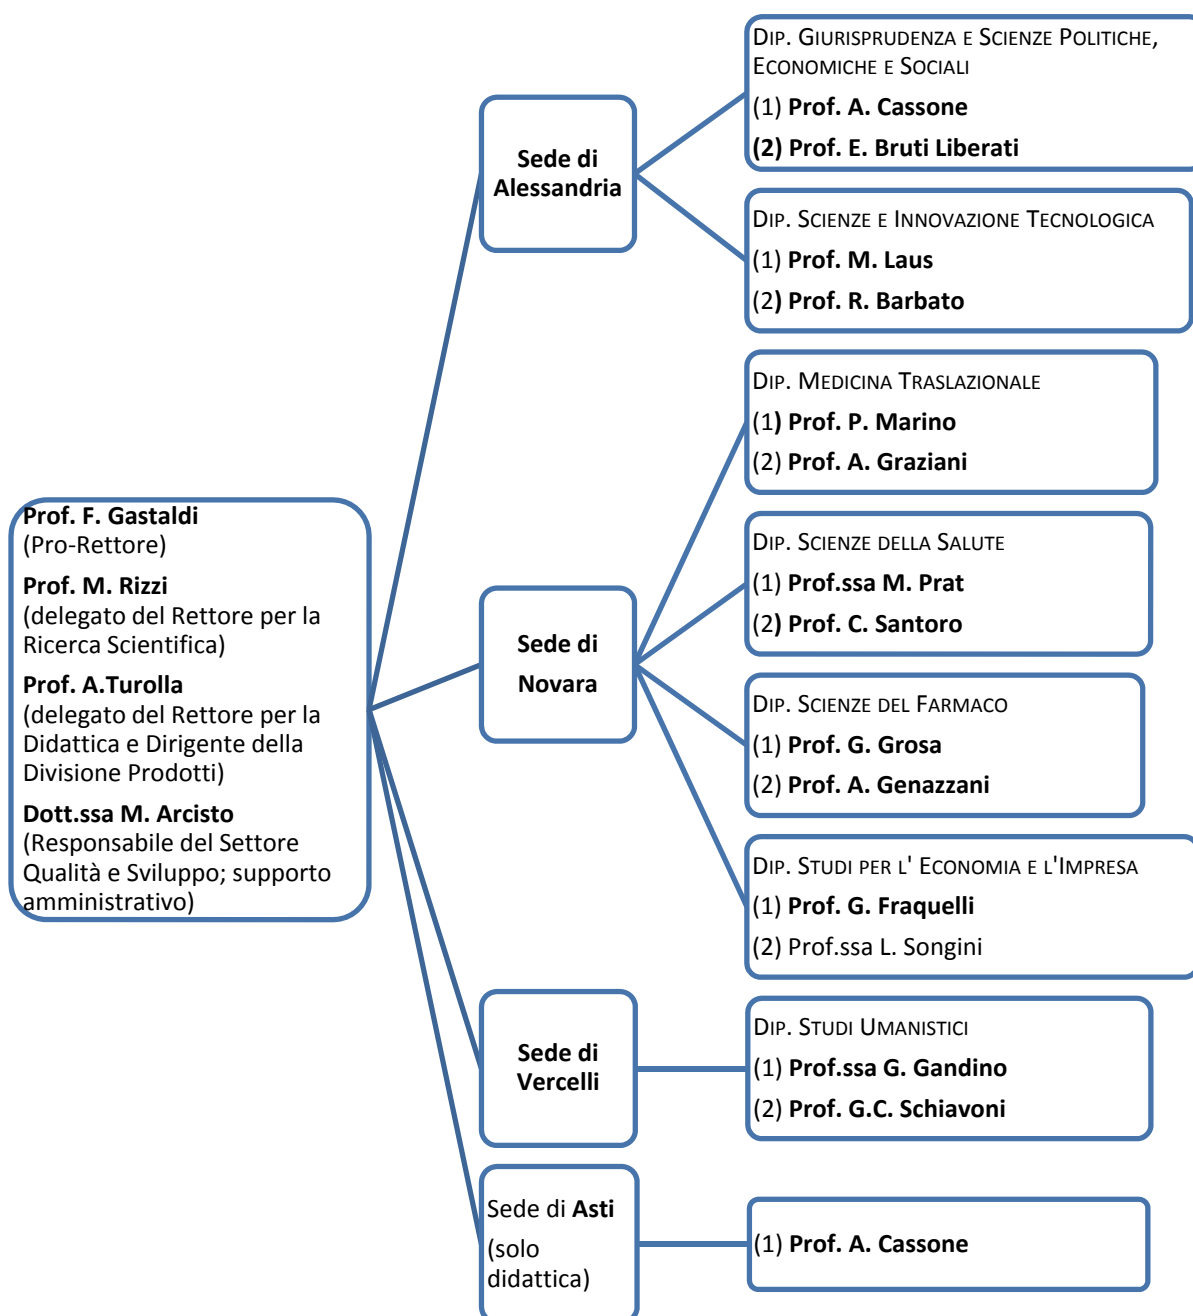 Prof. F. Gastaldi
(Pro-Rettore)
Prof. M. Rizzi
(delegato del Rettore per la
Ricerca Scientifica)
Prof. A.Turolla
(delegato del Rettore per la
Didattica e Dirigente della
Divisione Prodotti)
Dott.ssa M. Arcisto
(Responsabile del Settore
Qualità e Sviluppo; supporto
amministrativo)
Sede di
Alessandria
DIP. GIURISPRUDENZA E SCIENZE POLITICHE,
ECONOMICHE E SOCIALI
(1) Prof. A. Cassone
(2) Prof. E. Bruti Liberati
DIP. SCIENZE E INNOVAZIONE TECNOLOGICA
(1) Prof. M. Laus
(2) Prof. R. Barbato
Sede di
Novara
DIP. MEDICINA TRASLAZIONALE
(1) Prof. P. Marino
(2) Prof. A. Graziani
DIP. SCIENZE DELLA SALUTE
(1) Prof.ssa M. Prat
(2) Prof. C. Santoro
DIP. SCIENZE DEL FARMACO
(1) Prof. G. Grosa
(2) Prof. A. Genazzani
DIP. STUDI PER L' ECONOMIA E L'IMPRESA
(1) Prof. G. Fraquelli
(2) Prof.ssa L. Songini
Sede di
Vercelli
DIP. STUDI UMANISTICI
(1) Prof.ssa G. Gandino
(2) Prof. G.C. Schiavoni
Sede di Asti
(solo
didattica)
(1) Prof. A. Cassone